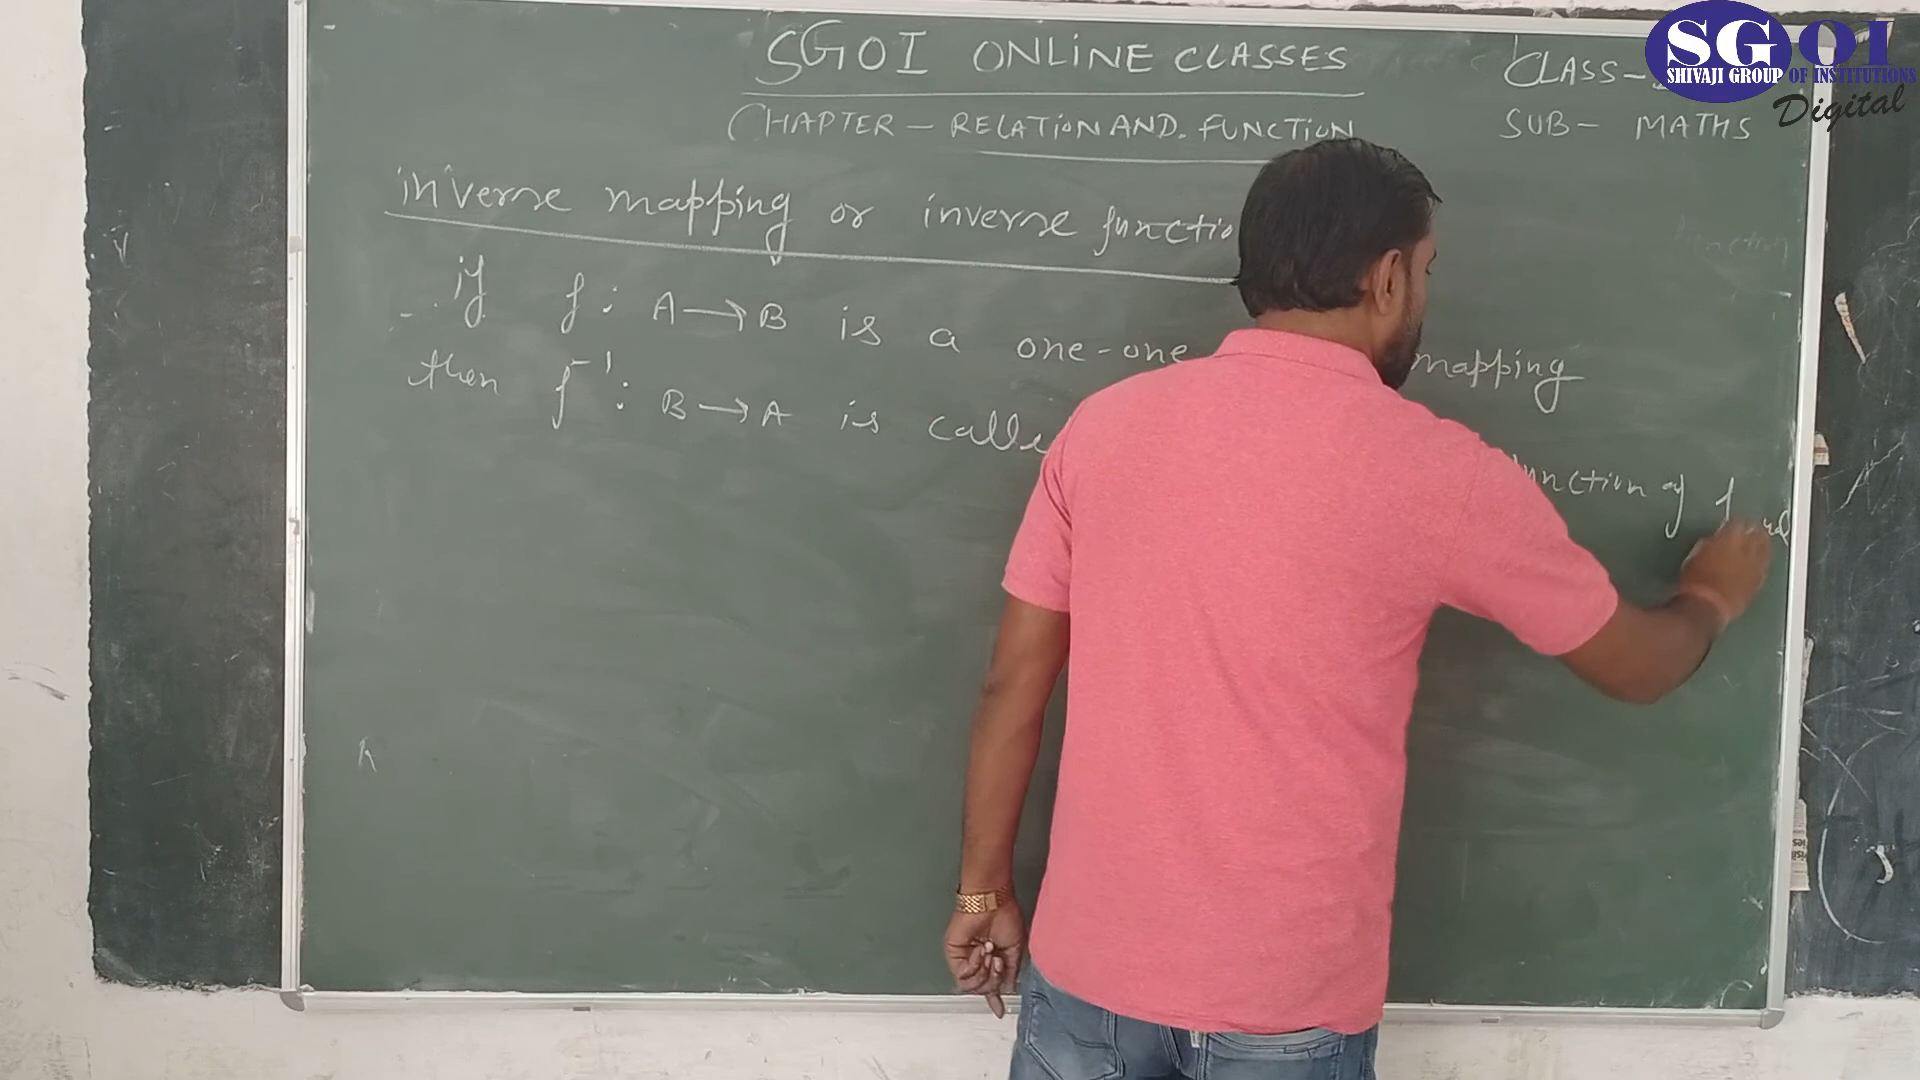 SGOI ONLINE CLASSES
CLASS-
CHAPTER - RELATION AND. FUNCTION
SUB- MATHS
inverse mapping or inverse functio
if f: A→B is a one-one mapping
then f⁻¹: B→A is calle unction of f
SGOI
SHIVAJI GROUP OF INSTITUTIONS
Digital